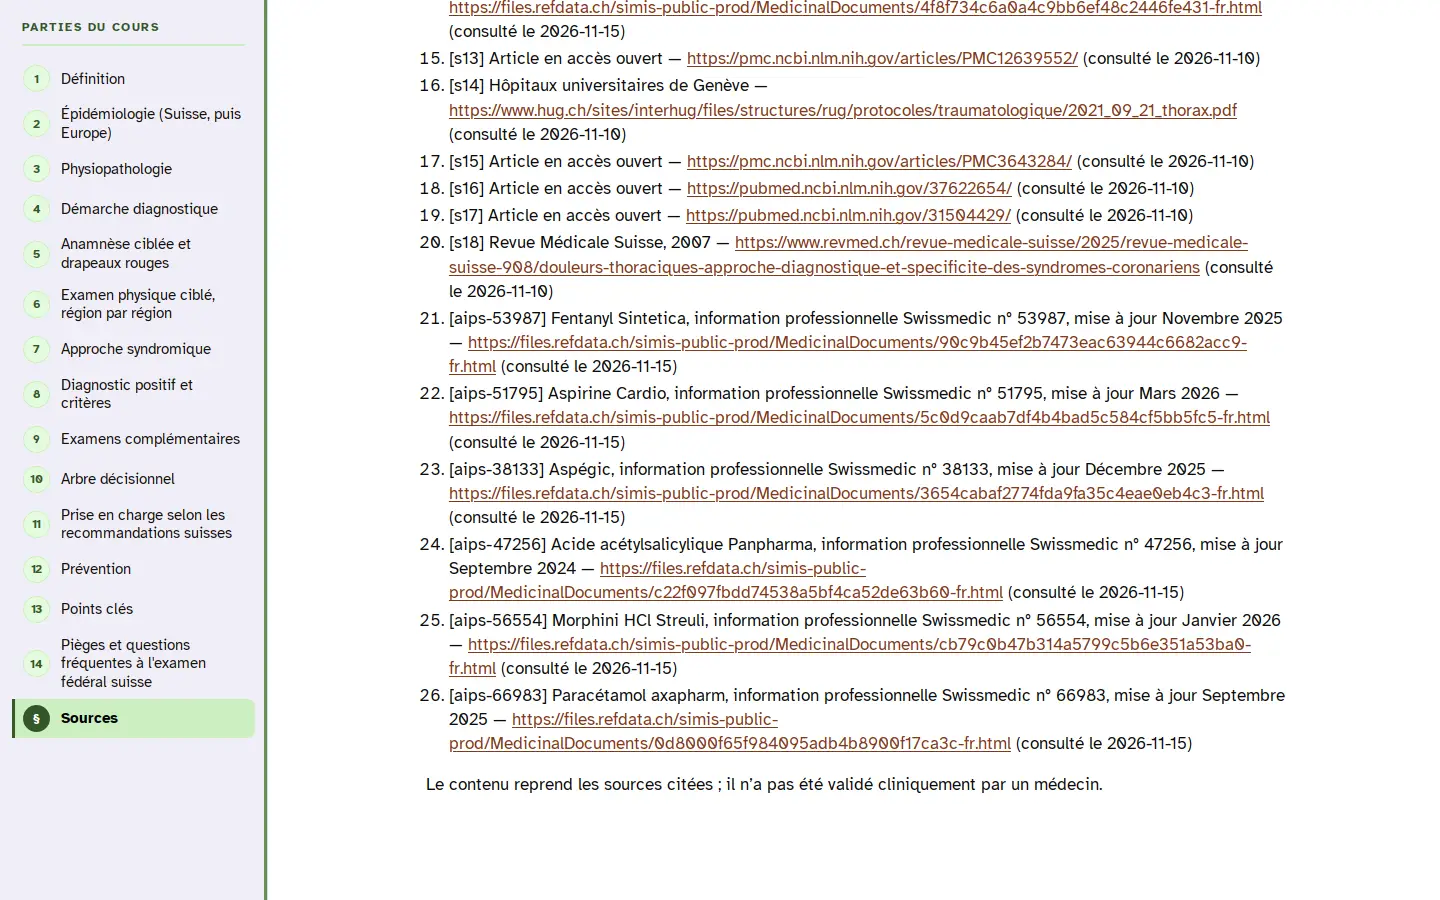 PARTIES DU COURS
1 Définition
2 Épidémiologie (Suisse, puis
Europe)
3 Physiopathologie
4 Démarche diagnostique
5 Anamnèse ciblée et
drapeaux rouges
6 Examen physique ciblé,
région par région
7 Approche syndromique
8 Diagnostic positif et
critères
9 Examens complémentaires
10 Arbre décisionnel
11 Prise en charge selon les
recommandations suisses
12 Prévention
13 Points clés
14 Pièges et questions
fréquentes à l'examen
fédéral suisse
§ Sources
https://files.refdata.ch/simis-public-prod/MedicinalDocuments/4f8f734c6a0a4c9bb6ef48c2446fe431-fr.html
(consulté le 2026-11-15)
15. [s13] Article en accès ouvert — https://pmc.ncbi.nlm.nih.gov/articles/PMC12639552/ (consulté le 2026-11-10)
16. [s14] Hôpitaux universitaires de Genève —
https://www.hug.ch/sites/interhug/files/structures/rug/protocoles/traumatologique/2021_09_21_thorax.pdf
(consulté le 2026-11-10)
17. [s15] Article en accès ouvert — https://pmc.ncbi.nlm.nih.gov/articles/PMC3643284/ (consulté le 2026-11-10)
18. [s16] Article en accès ouvert — https://pubmed.ncbi.nlm.nih.gov/37622654/ (consulté le 2026-11-10)
19. [s17] Article en accès ouvert — https://pubmed.ncbi.nlm.nih.gov/31504429/ (consulté le 2026-11-10)
20. [s18] Revue Médicale Suisse, 2007 — https://www.revmed.ch/revue-medicale-suisse/2025/revue-medicale-
suisse-908/douleurs-thoraciques-approche-diagnostique-et-specificite-des-syndromes-coronariens (consulté
le 2026-11-10)
21. [aips-53987] Fentanyl Sintetica, information professionnelle Swissmedic n° 53987, mise à jour Novembre 2025
— https://files.refdata.ch/simis-public-prod/MedicinalDocuments/90c9b45ef2b7473eac63944c6682acc9-
fr.html (consulté le 2026-11-15)
22. [aips-51795] Aspirine Cardio, information professionnelle Swissmedic n° 51795, mise à jour Mars 2026 —
https://files.refdata.ch/simis-public-prod/MedicinalDocuments/5c0d9caab7df4b4bad5c584cf5bb5fc5-fr.html
(consulté le 2026-11-15)
23. [aips-38133] Aspégic, information professionnelle Swissmedic n° 38133, mise à jour Décembre 2025 —
https://files.refdata.ch/simis-public-prod/MedicinalDocuments/3654cabaf2774fda9fa35c4eae0eb4c3-fr.html
(consulté le 2026-11-15)
24. [aips-47256] Acide acétylsalicylique Panpharma, information professionnelle Swissmedic n° 47256, mise à jour
Septembre 2024 — https://files.refdata.ch/simis-public-
prod/MedicinalDocuments/c22f097fbdd74538a5bf4ca52de63b60-fr.html (consulté le 2026-11-15)
25. [aips-56554] Morphini HCl Streuli, information professionnelle Swissmedic n° 56554, mise à jour Janvier 2026
— https://files.refdata.ch/simis-public-prod/MedicinalDocuments/cb79c0b47b314a5799c5b6e351a53ba0-
fr.html (consulté le 2026-11-15)
26. [aips-66983] Paracétamol axapharm, information professionnelle Swissmedic n° 66983, mise à jour Septembre
2025 — https://files.refdata.ch/simis-public-
prod/MedicinalDocuments/0d8000f65f984095adb4b8900f17ca3c-fr.html (consulté le 2026-11-15)
Le contenu reprend les sources citées ; il n’a pas été validé cliniquement par un médecin.